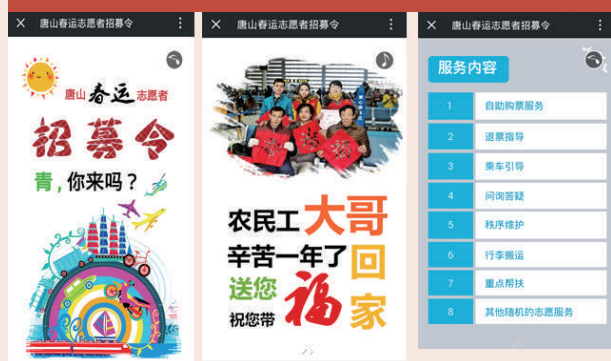 唐山春运志愿者招募令
唐山春运志愿者
招募令
青，你来吗？
唐山春运志愿者招募令
农民工大哥
辛苦一年了
送您福
祝您带回家
唐山春运志愿者招募令
服务内容
1 自助购票服务
2 退票指导
3 乘车引导
4 问询答疑
5 秩序维护
6 行李搬运
7 重点帮扶
8 其他随机的志愿服务